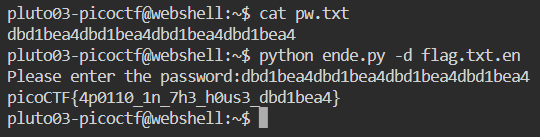 pluto03-picoctf@webshell:~$ cat pw.txt
dbd1bea4dbd1bea4dbd1bea4dbd1bea4
pluto03-picoctf@webshell:~$ python ende.py -d flag.txt.en
Please enter the password:dbd1bea4dbd1bea4dbd1bea4dbd1bea4
picoCTF{4p0110_1n_7h3_h0us3_dbd1bea4}
pluto03-picoctf@webshell:~$